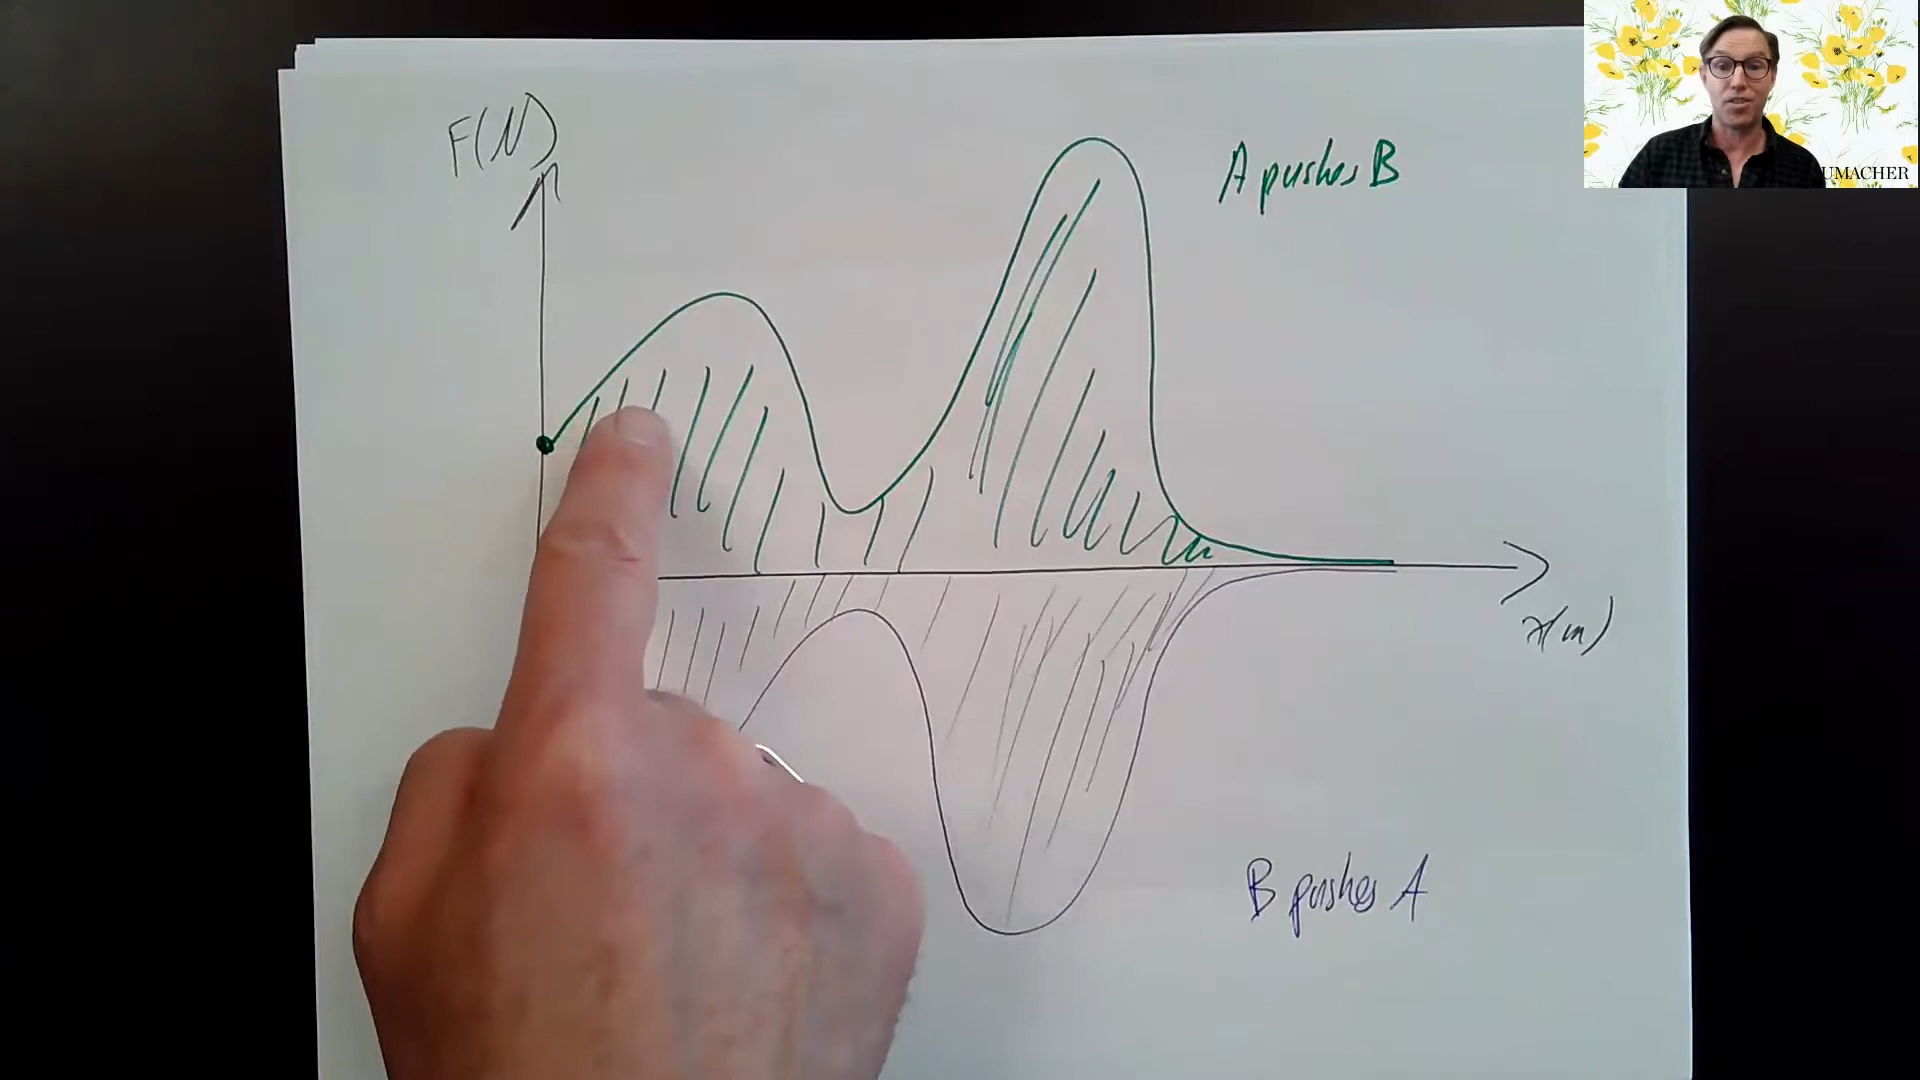 F(N)
A pushes B
UMACHER
x(m)
B pushes A